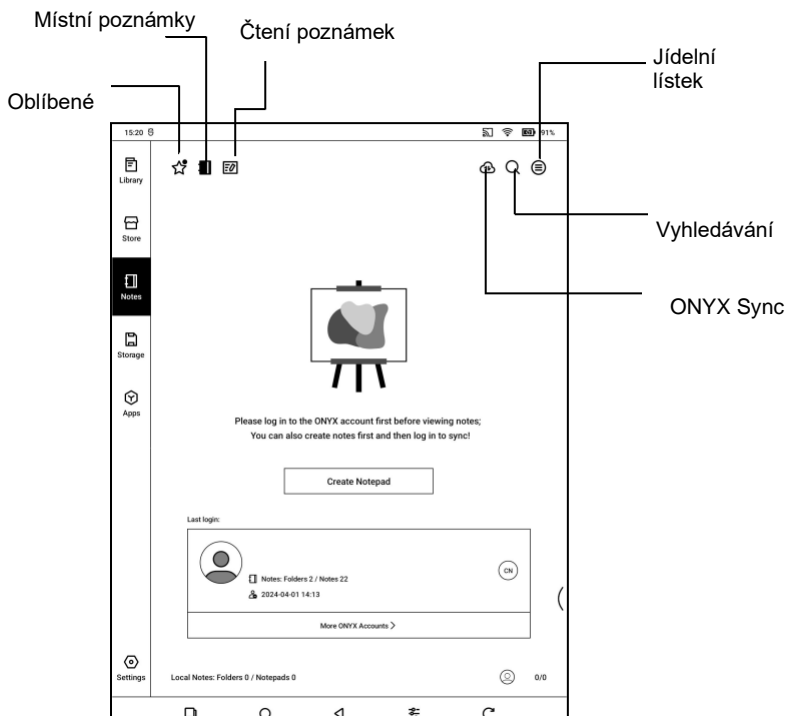 Místní poznámky
Čtení poznámek
Jídelní
lístek
Oblíbené
15:20
91%
Library
Store
Vyhledávání
Notes
ONYX Sync
Storage
Apps
Please log in to the ONYX account first before viewing notes;
You can also create notes first and then log in to sync!
Create Notepad
Last login:
CN
Notes: Folders 2 / Notes 22
2024-04-01 14:13
More ONYX Accounts >
Settings
Local Notes: Folders 0 / Notepads 0
0/0